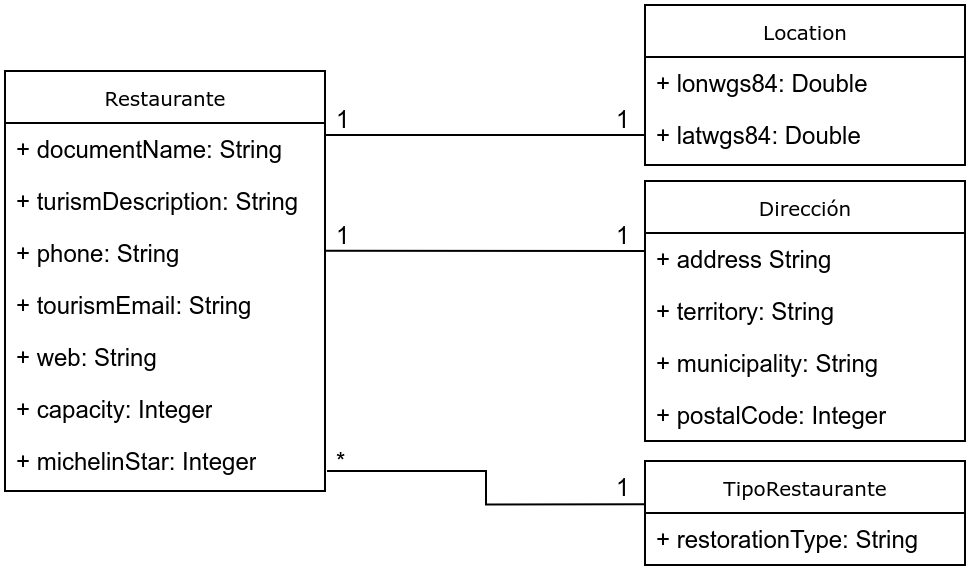 Restaurante
+ documentName: String
+ turismDescription: String
+ phone: String
+ tourismEmail: String
+ web: String
+ capacity: Integer
+ michelinStar: Integer
1 1
1 1
*
1
Location
+ lonwgs84: Double
+ latwgs84: Double
Dirección
+ address String
+ territory: String
+ municipality: String
+ postalCode: Integer
TipoRestaurante
+ restorationType: String